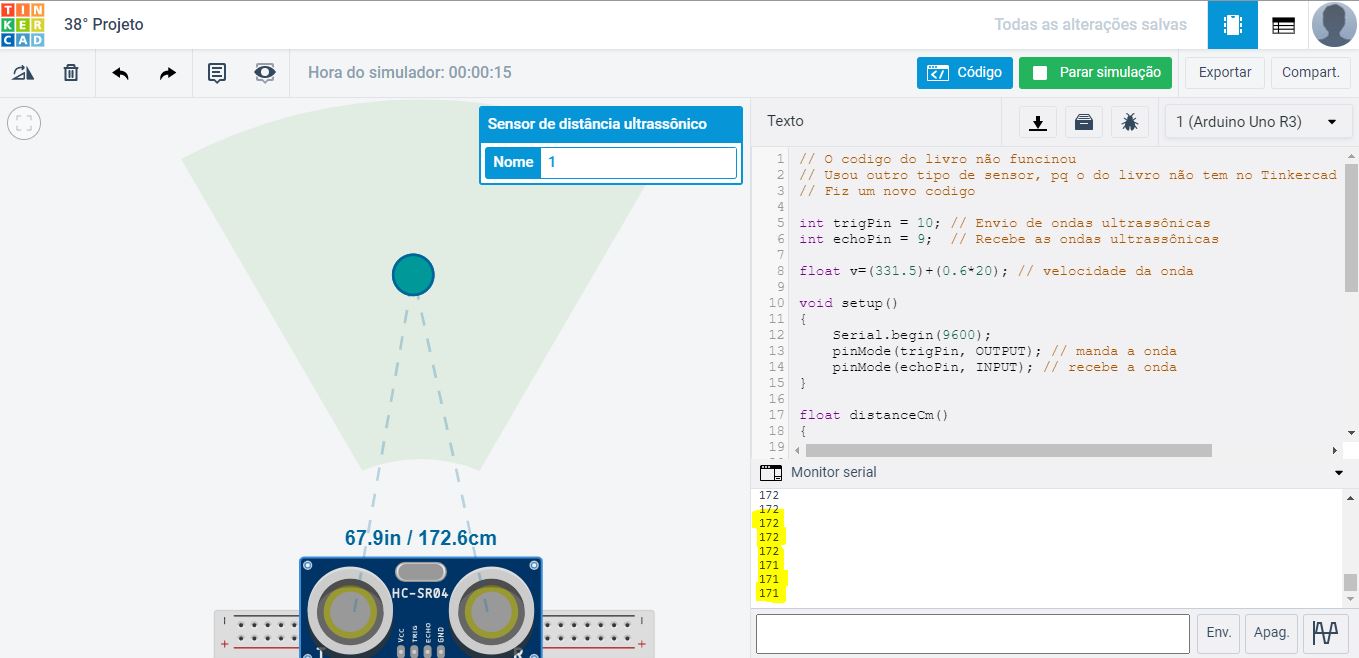 TIN
KER
CAD
38° Projeto
Todas as alterações salvas
Hora do simulador: 00:00:15
Código
Parar simulação
Exportar
Compart.
Sensor de distância ultrassônico
Nome 1
67.9in / 172.6cm
HC-SR04
VCC
TRIG
ECHO
GND
T
R
Texto
1 (Arduino Uno R3)
1 // O codigo do livro não funcinou
2 // Usou outro tipo de sensor, pq o do livro não tem no Tinkercad
3 // Fiz um novo codigo
4
5 int trigPin = 10; // Envio de ondas ultrassônicas
6 int echoPin = 9;  // Recebe as ondas ultrassônicas
7
8 float v=(331.5)+(0.6*20); // velocidade da onda
9
10 void setup()
11 {
12     Serial.begin(9600);
13     pinMode(trigPin, OUTPUT); // manda a onda
14     pinMode(echoPin, INPUT); // recebe a onda
15 }
16
17 float distanceCm()
18 {
19
Monitor serial
172
172
172
172
172
171
171
171
Env.
Apag.